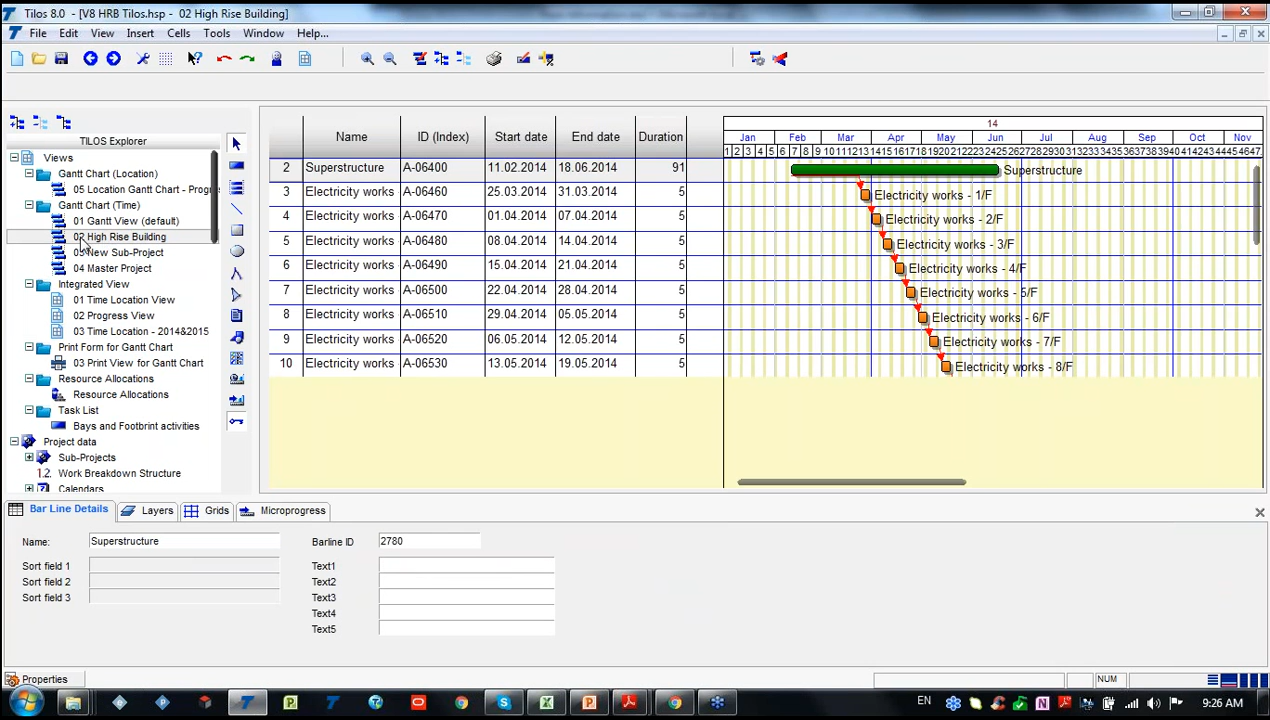 Tilos 8.0 - [V8 HRB Tilos.hsp - 02 High Rise Building]
File Edit View Insert Cells Tools Window Help...
TILOS Explorer
Views
Gantt Chart (Location)
05 Location Gantt Chart - Progre
Gantt Chart (Time)
01 Gantt View (default)
02 High Rise Building
03 New Sub-Project
04 Master Project
Integrated View
01 Time Location View
02 Progress View
03 Time Location - 2014&2015
Print Form for Gantt Chart
03 Print View for Gantt Chart
Resource Allocations
Resource Allocations
Task List
Bays and Footbrint activities
Project data
Sub-Projects
1.2. Work Breakdown Structure
Calendars
Name ID (Index) Start date End date Duration
14
Jan Feb Mar Apr May Jun Jul Aug Sep Oct Nov
1 2 3 4 5 6 7 8 9 10 11 12 13 14 15 16 17 18 19 20 21 22 23 24 25 26 27 28 29 30 31 32 33 34 35 36 37 38 39 40 41 42 43 44 45 46 47
2 Superstructure A-06400 11.02.2014 18.06.2014 91 Superstructure
3 Electricity works A-06460 25.03.2014 31.03.2014 5 Electricity works - 1/F
4 Electricity works A-06470 01.04.2014 07.04.2014 5 Electricity works - 2/F
5 Electricity works A-06480 08.04.2014 14.04.2014 5 Electricity works - 3/F
6 Electricity works A-06490 15.04.2014 21.04.2014 5 Electricity works - 4/F
7 Electricity works A-06500 22.04.2014 28.04.2014 5 Electricity works - 5/F
8 Electricity works A-06510 29.04.2014 05.05.2014 5 Electricity works - 6/F
9 Electricity works A-06520 06.05.2014 12.05.2014 5 Electricity works - 7/F
10 Electricity works A-06530 13.05.2014 19.05.2014 5 Electricity works - 8/F
Bar Line Details Layers Grids Microprogress
Name: Superstructure Barline ID 2780
Sort field 1 Text1
Sort field 2 Text2
Sort field 3 Text3
Text4
Text5
Properties
NUM
EN 9:26 AM